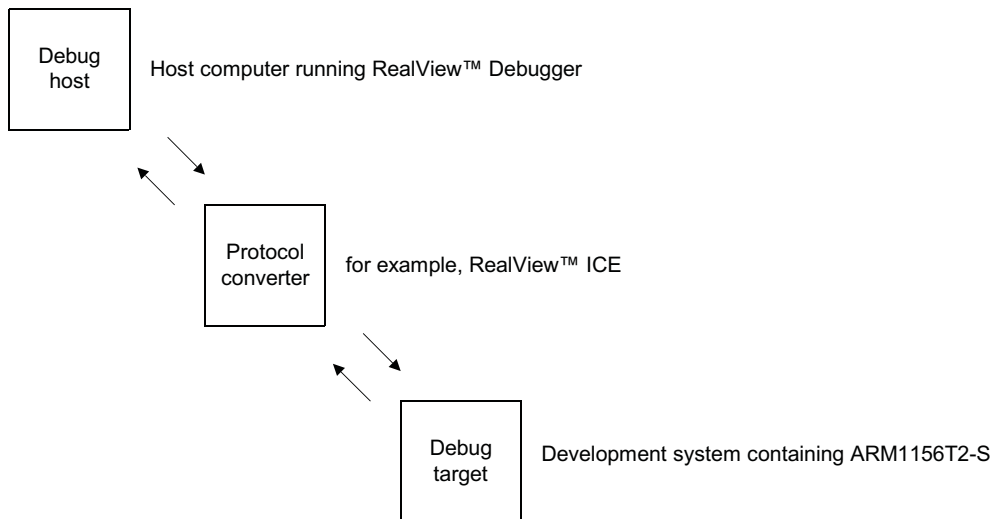 Debug
host
Host computer running RealView™ Debugger
Protocol
converter
for example, RealView™ ICE
Debug
target
Development system containing ARM1156T2-S